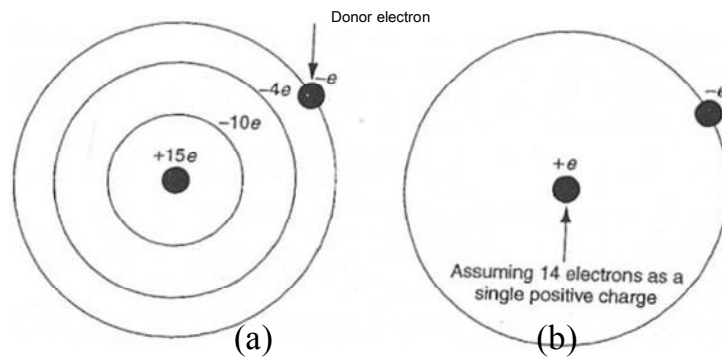 Donor electron
−e
−4e
−10e
+15e
(a)
−e
+e
Assuming 14 electrons as a
single positive charge
(b)